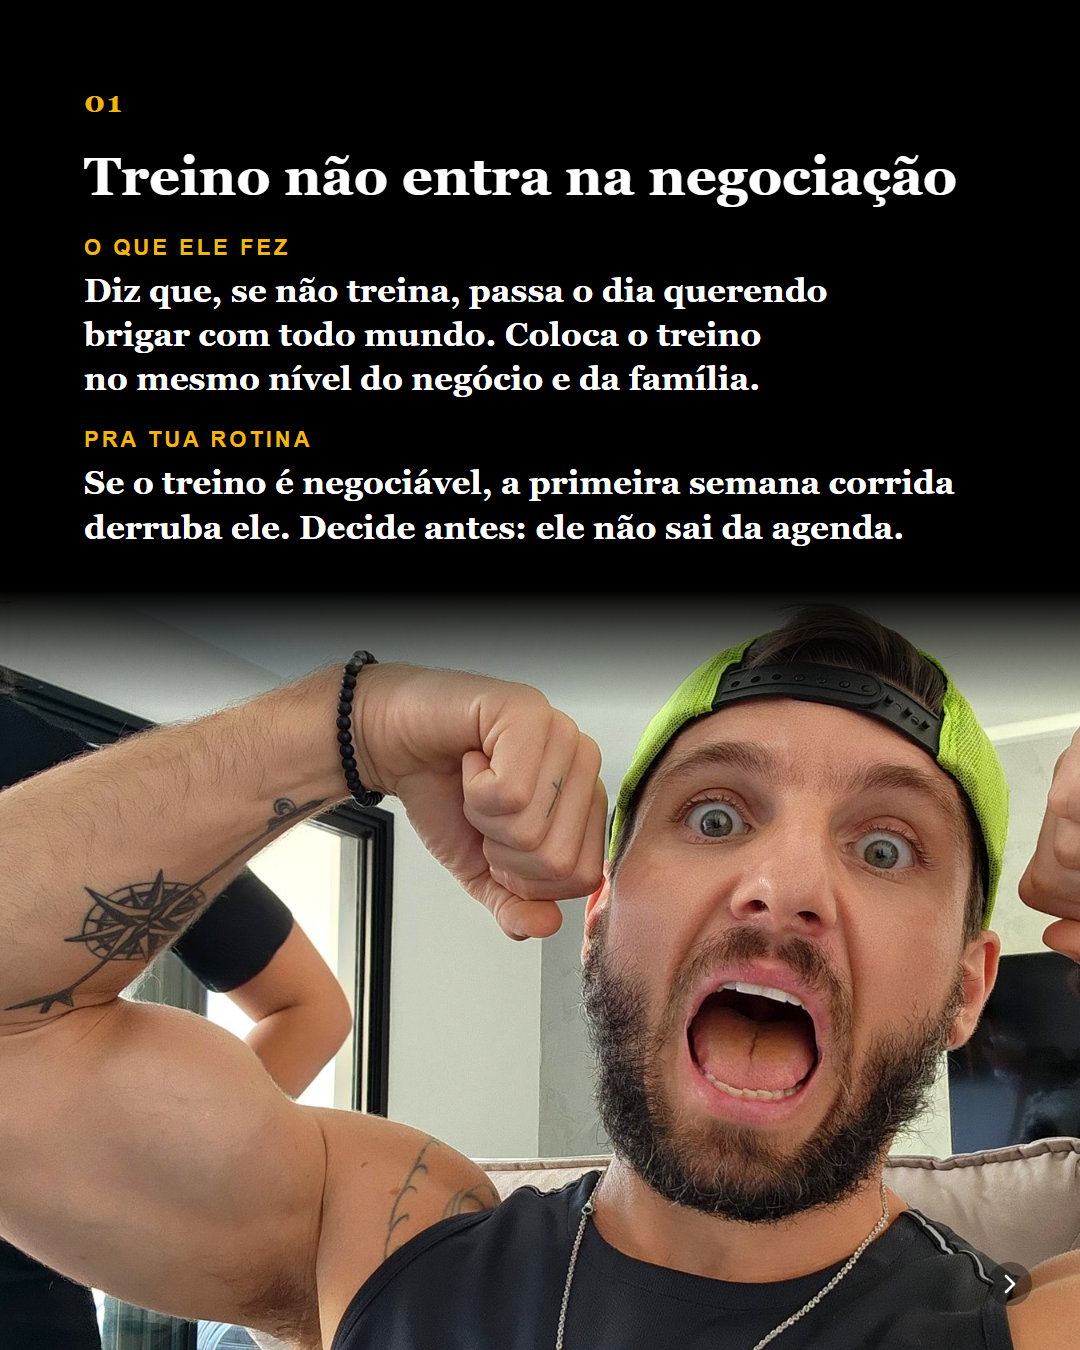 01
Treino não entra na negociação
O QUE ELE FEZ
Diz que, se não treina, passa o dia querendo
brigar com todo mundo. Coloca o treino
no mesmo nível do negócio e da família.
PRA TUA ROTINA
Se o treino é negociável, a primeira semana corrida
derruba ele. Decide antes: ele não sai da agenda.